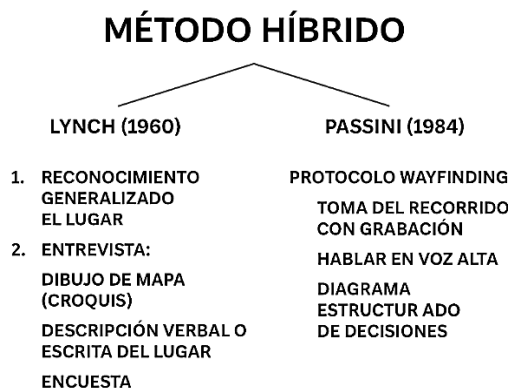 MÉTODO HÍBRIDO
LYNCH (1960)
1. RECONOCIMIENTO
GENERALIZADO
EL LUGAR
2. ENTREVISTA:
DIBUJO DE MAPA
(CROQUIS)
DESCRIPCIÓN VERBAL O
ESCRITA DEL LUGAR
ENCUESTA
PASSINI (1984)
PROTOCOLO WAYFINDING
TOMA DEL RECORRIDO
CON GRABACIÓN
HABLAR EN VOZ ALTA
DIAGRAMA
ESTRUCTUR ADO
DE DECISIONES